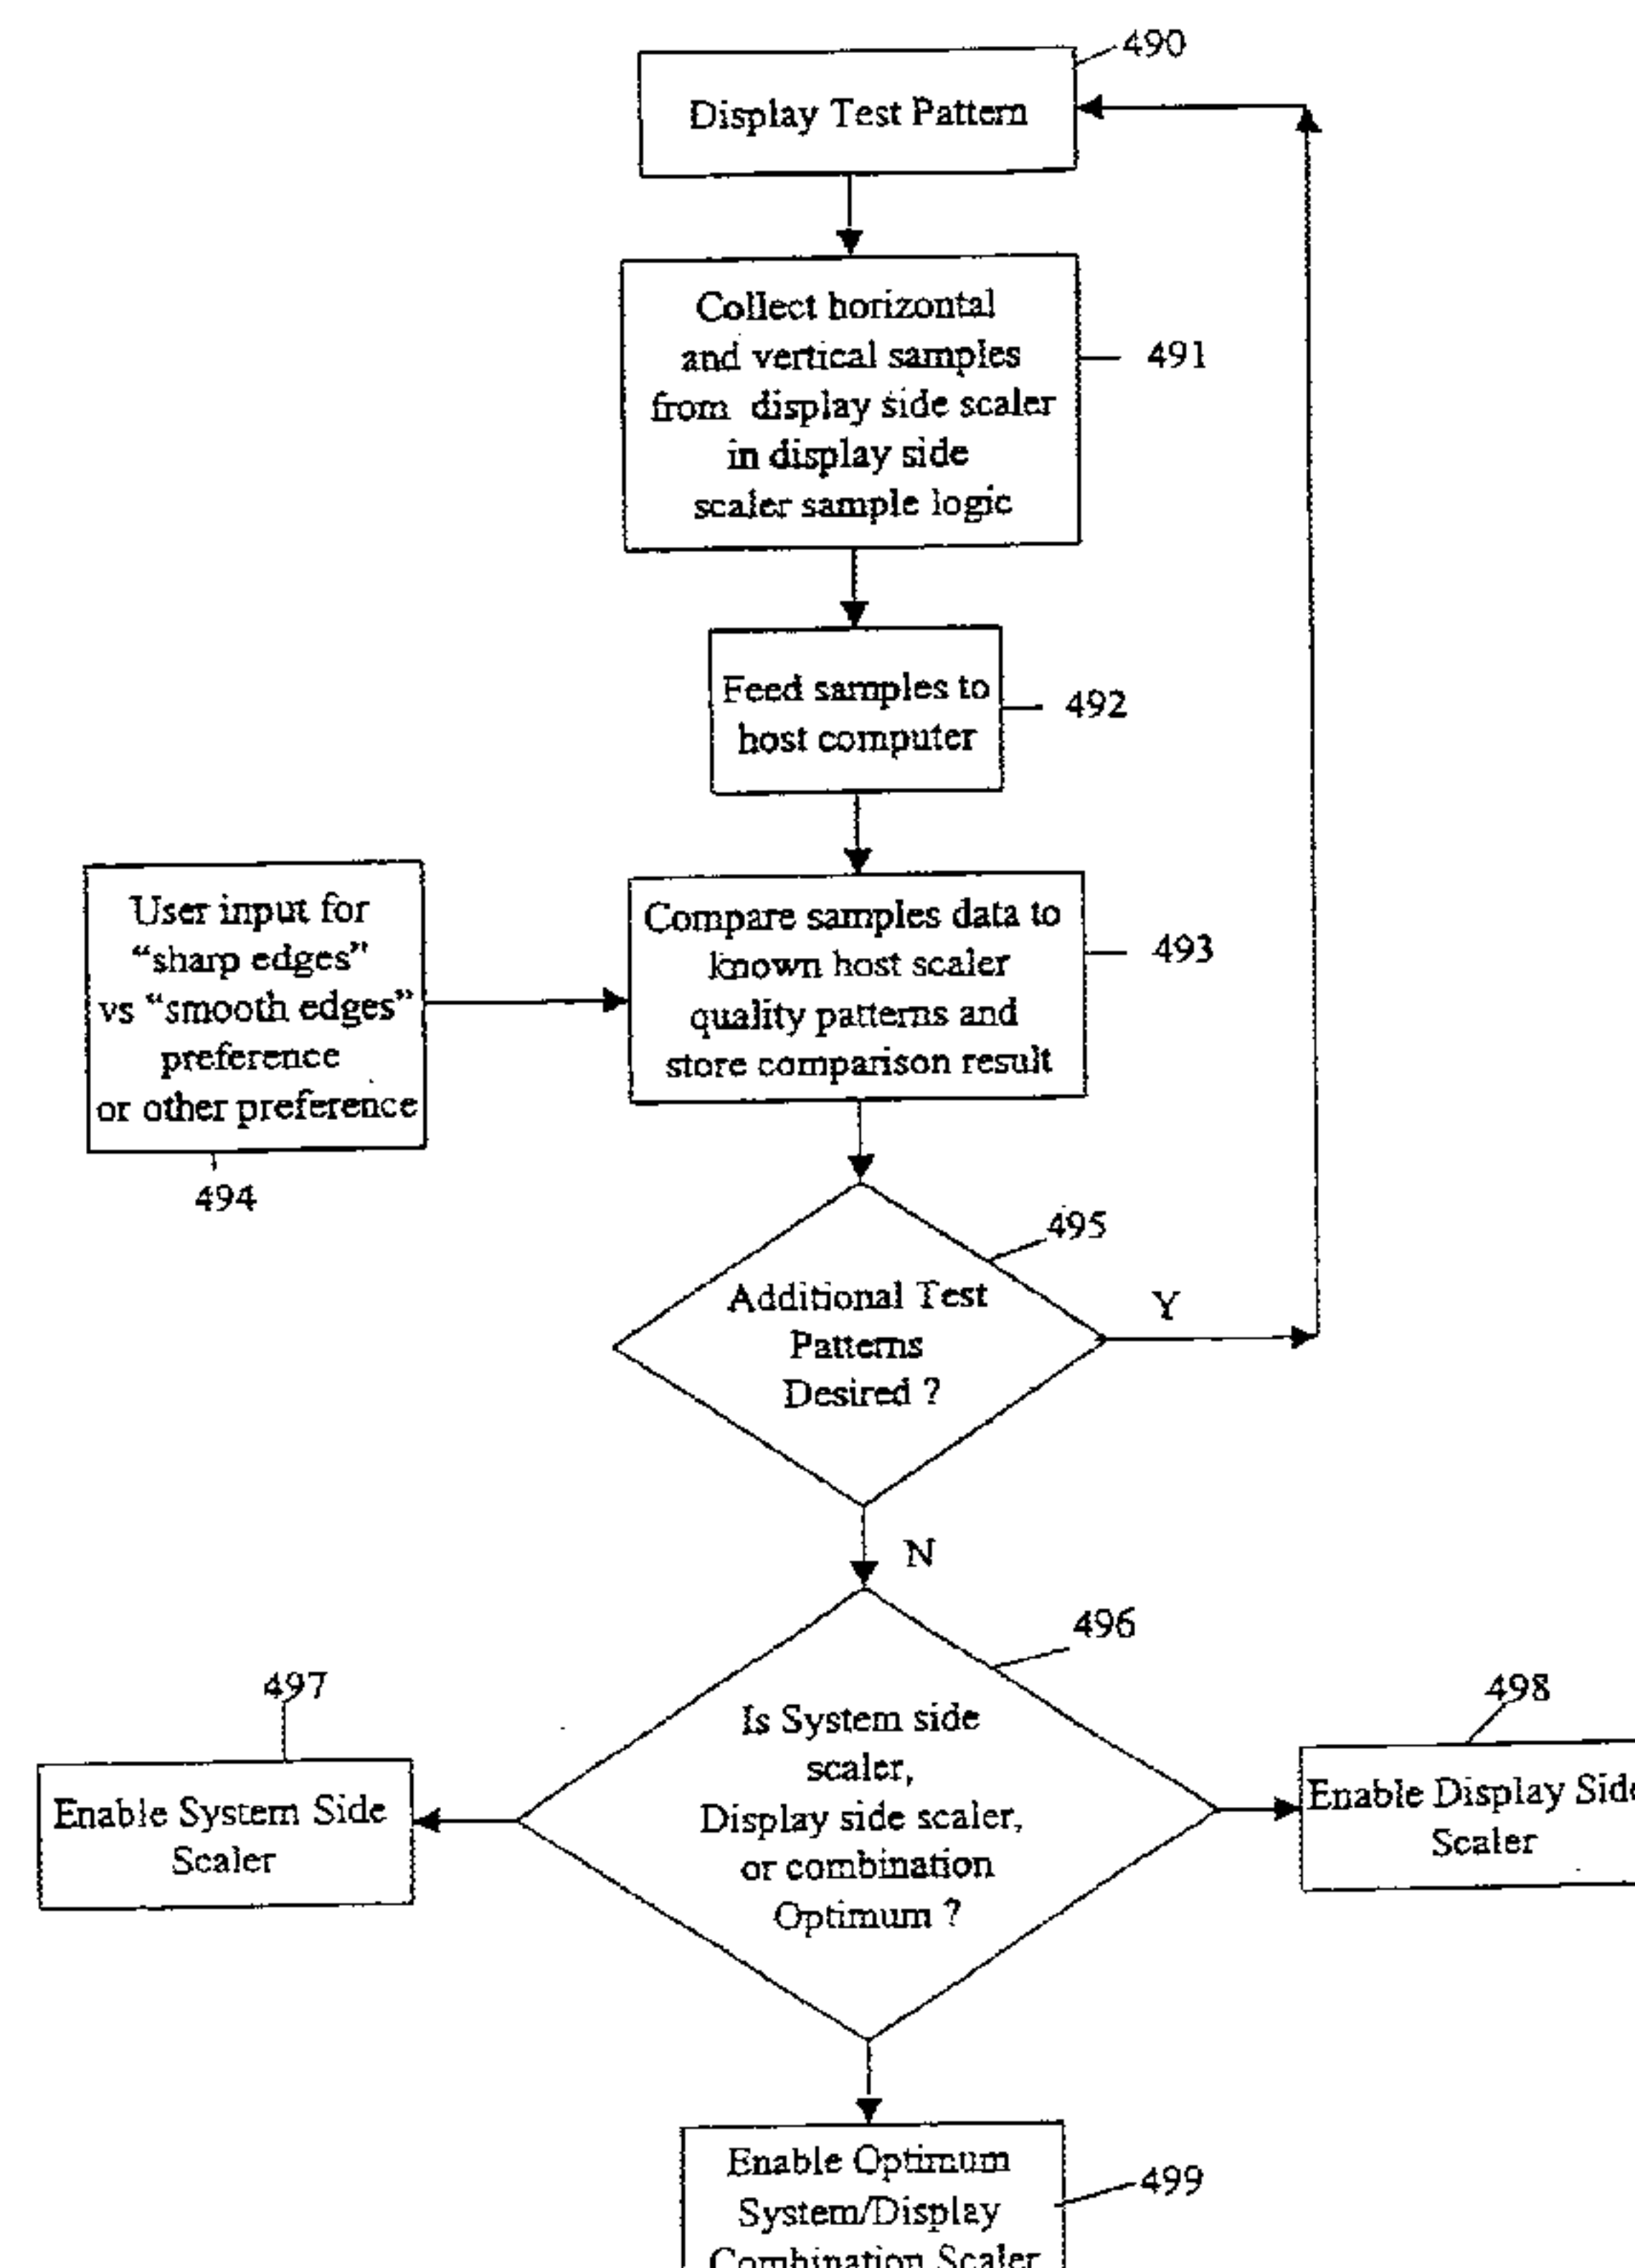 490
Display Test Pattern
Collect horizontal
and vertical samples
from display side scaler
in display side
scaler sample logic
491
Feed samples to
host computer
492
User input for
“sharp edges”
vs “smooth edges”
preference
or other preference
494
Compare samples data to
known host scaler
quality patterns and
store comparison result
493
495
Additional Test
Patterns
Desired ?
Y
N
496
Is System side
scaler,
Display side scaler,
or combination
Optimum ?
497
Enable System Side
Scaler
498
Enable Display Side
Scaler
Enable Optimum
System/Display
Combination Scaler
499